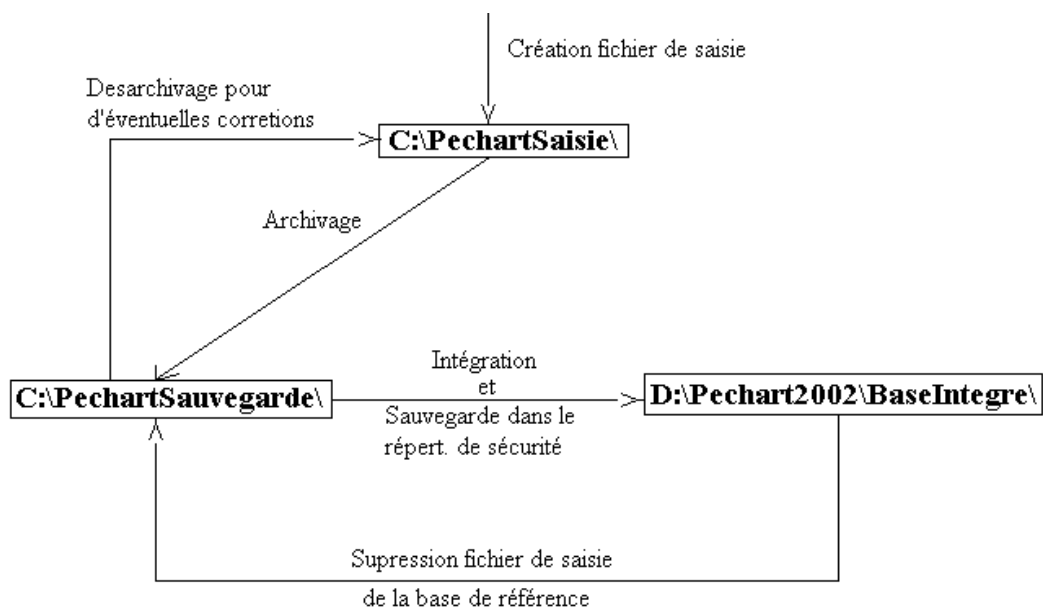 Création fichier de saisie
Desarchivage pour
d'éventuelles corretions
C:\PechartSaisie\
Archivage
C:\PechartSauvegarde\
Intégration
et
Sauvegarde dans le
répert. de sécurité
D:\Pechart2002\BaseIntegre\
Supression fichier de saisie
de la base de référence